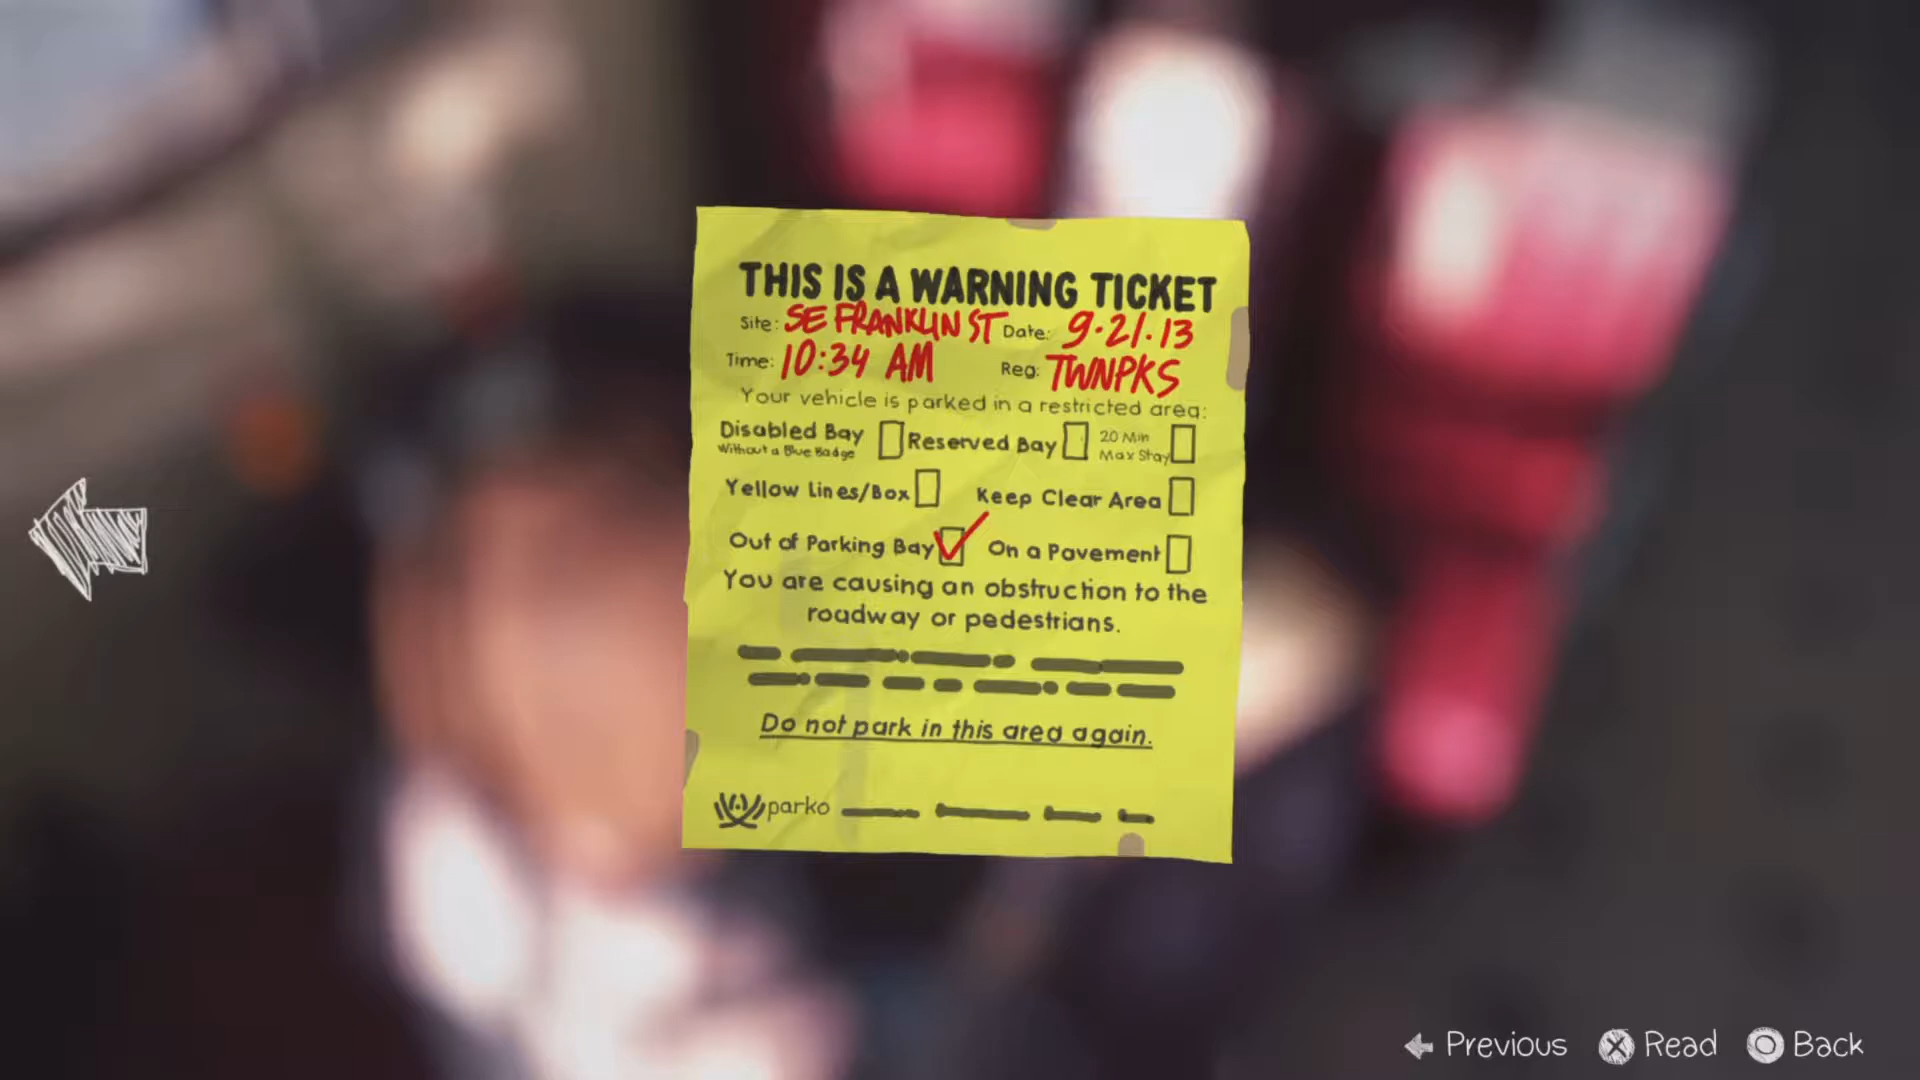 THIS IS A WARNING TICKET
Site: SE FRANKLIN ST Date: 9.21.13
Time: 10:34 AM Reg: TWNPKS
Your vehicle is parked in a restricted area:
Disabled Bay Reserved Bay 20 Min
Without a Blue Badge Max Stay
Yellow Lines/Box Keep Clear Area
Out of Parking Bay On a Pavement
You are causing an obstruction to the
roadway or pedestrians.
Do not park in this area again.
parko
Previous Read Back